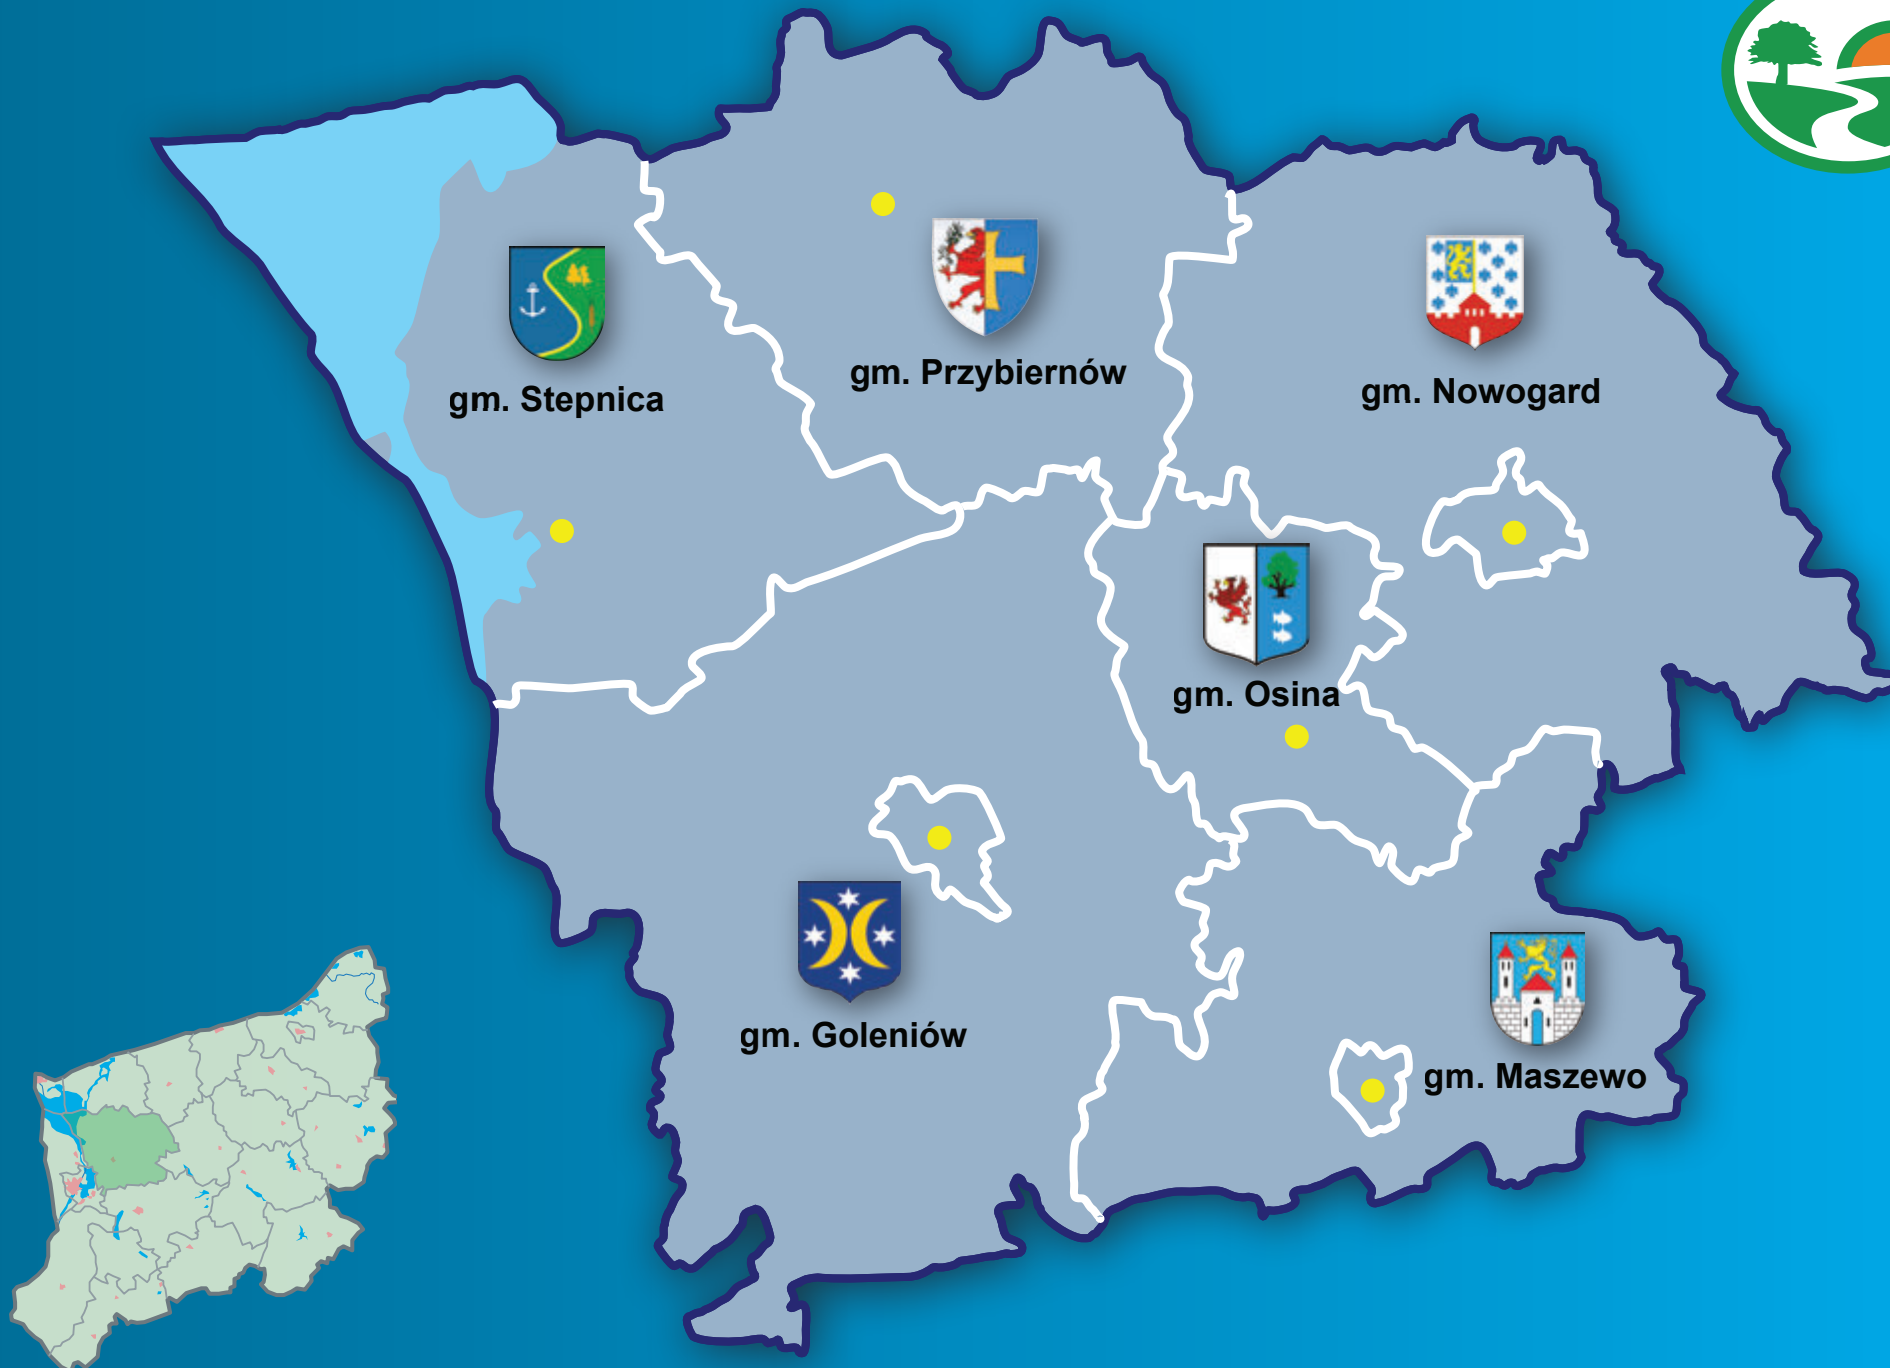 gm. Przybiernów
gm. Nowogard
gm. Stepnica
gm. Osina
gm. Goleniów
gm. Maszewo